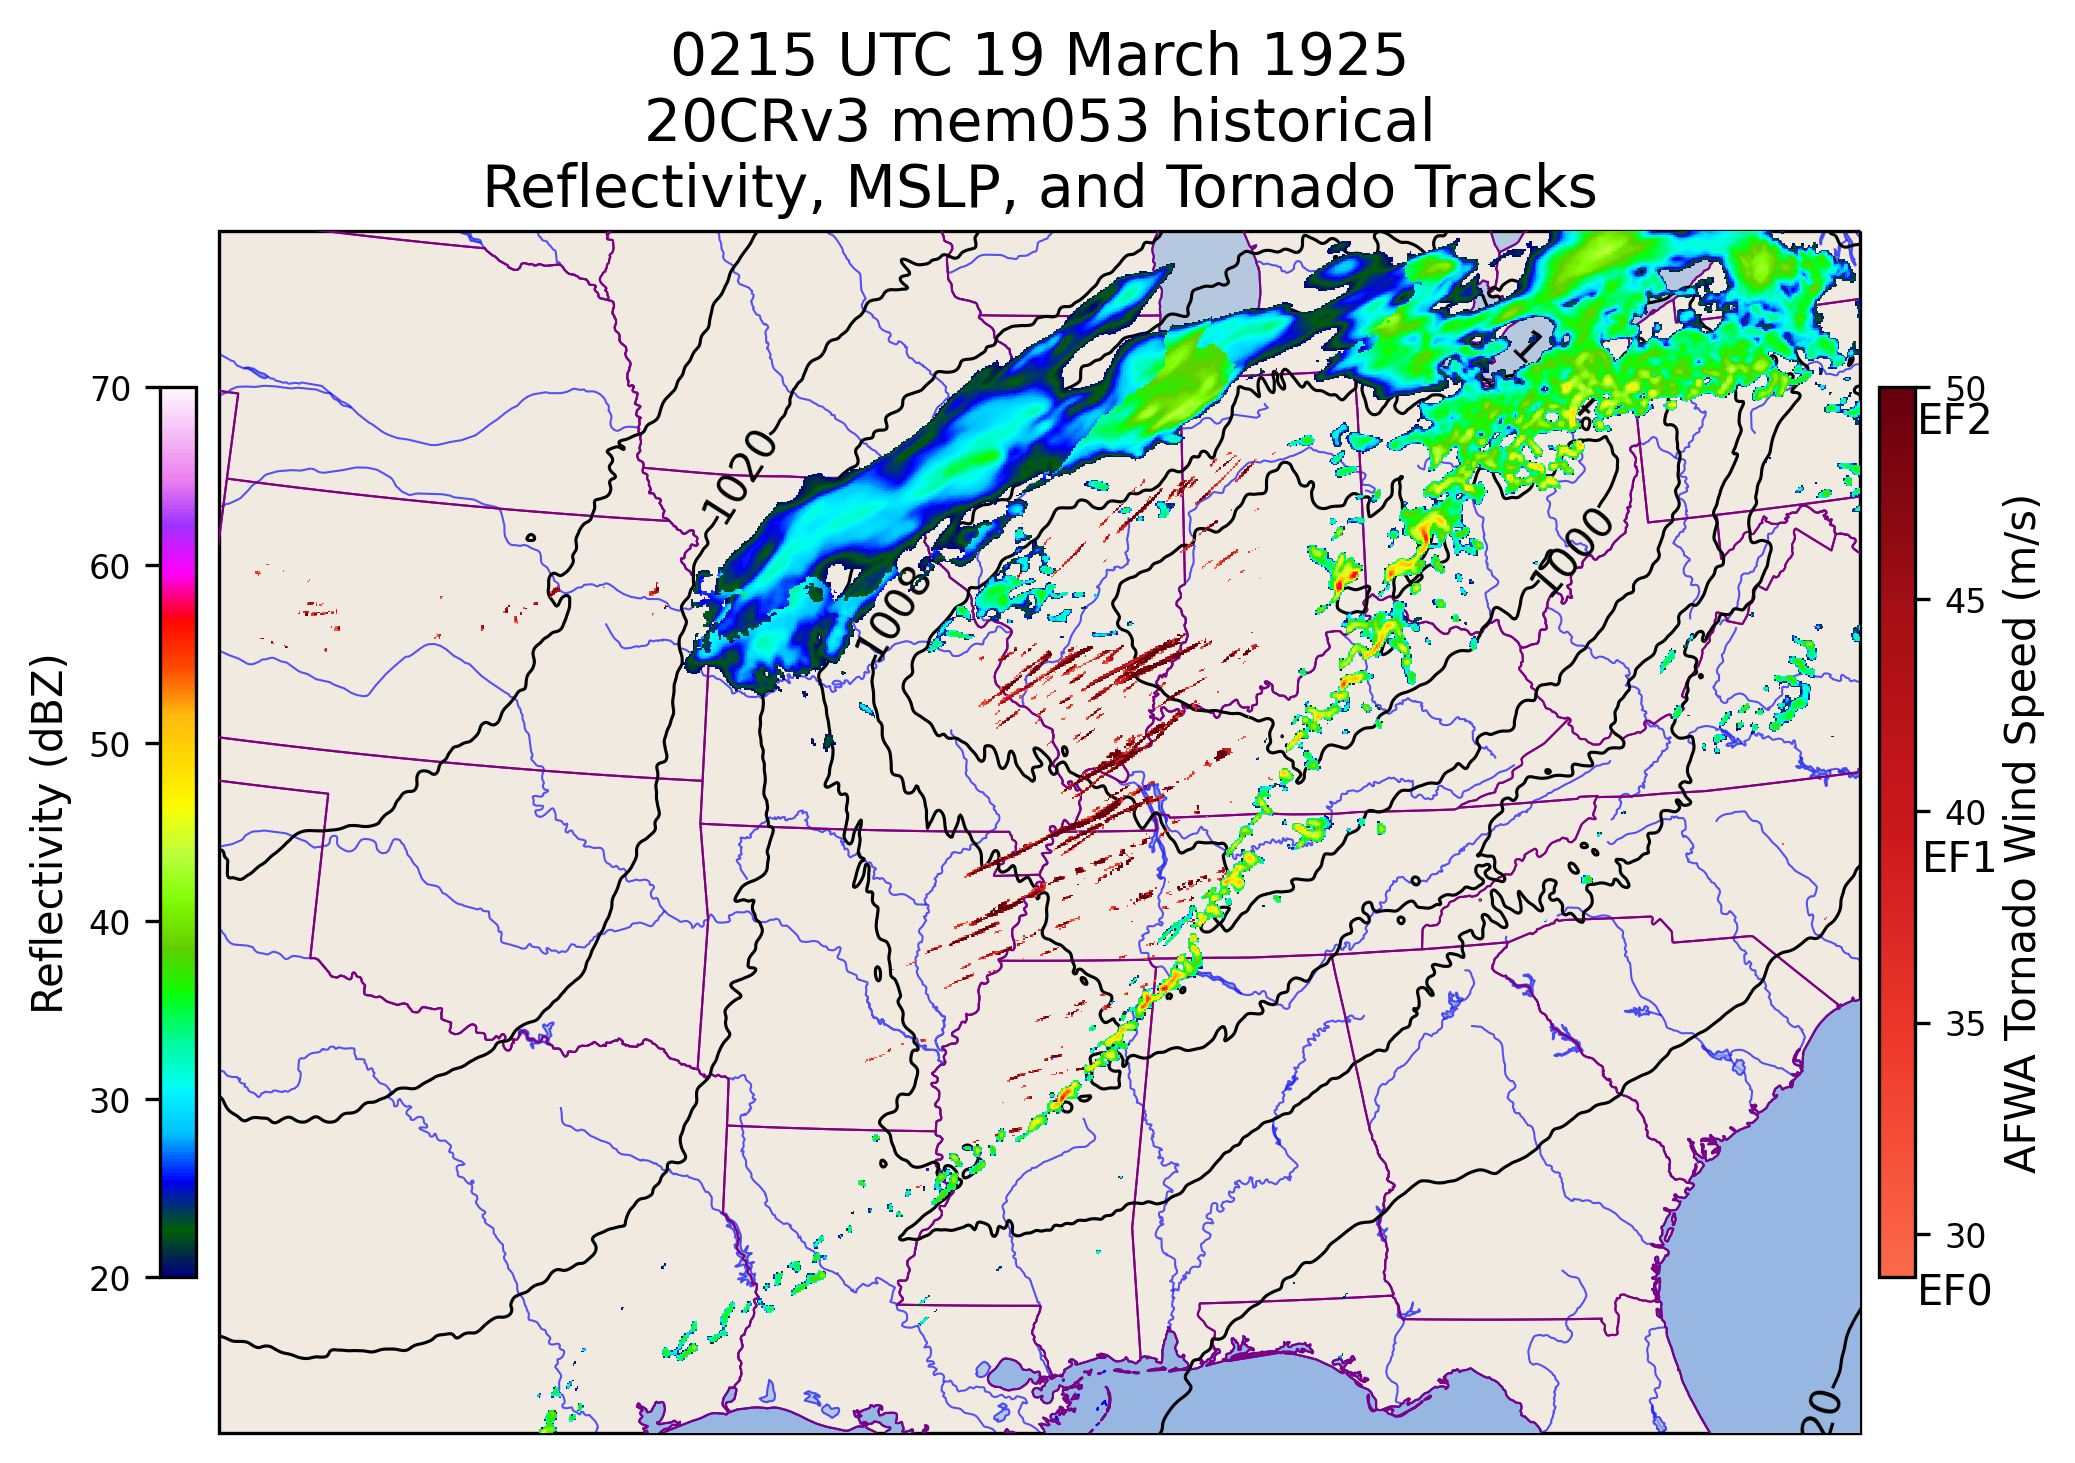 0215 UTC 19 March 1925
20CRv3 mem053 historical
Reflectivity, MSLP, and Tornado Tracks
Reflectivity (dBZ)
70
60
50
40
30
20
1020
1008
1000
20
50
EF2
45
40
EF1
35
30
EF0
AFWA Tornado Wind Speed (m/s)